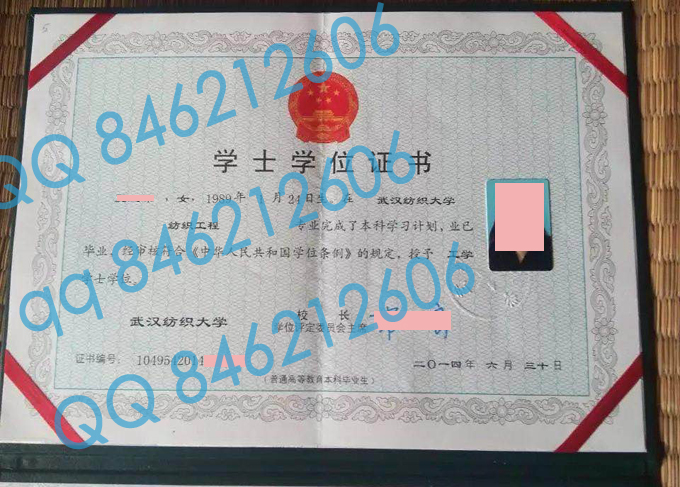 5
学士学位证书
，女，1989年 月24日生。在 武汉纺织大学
纺织工程 专业完成了本科学习计划，业已
毕业，经审核符合《中华人民共和国学位条例》的规定，授予 工学
学士学位。
武汉纺织大学
校 长
学位评定委员会主席
证书编号：1049542014
二〇一四年 六月 三十日
（普通高等教育本科毕业生）
QQ 846212606
qq 846212606
QQ 846212606